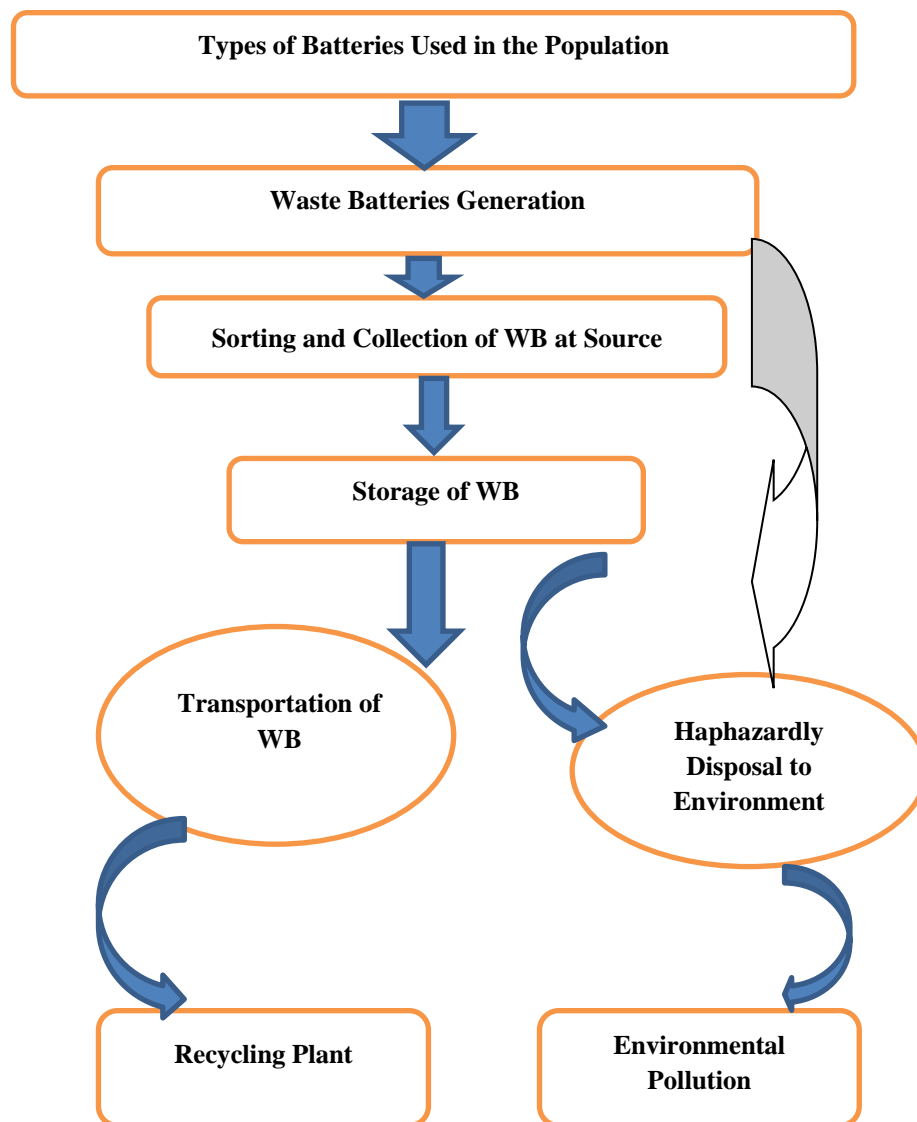 Types of Batteries Used in the Population
Waste Batteries Generation
Sorting and Collection of WB at Source
Storage of WB
Transportation of
WB
Haphazardly
Disposal to
Environment
Recycling Plant
Environmental
Pollution